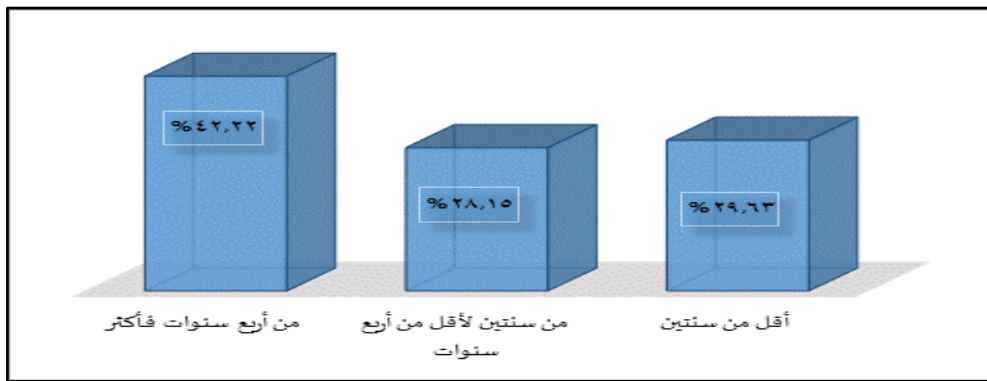 %٤٢,٢٢
%٢٨,١٥
%٢٩,٦٣
أقل من سنتين
من سنتين لأقل من أربع
سنوات
من أربع سنوات فأكثر